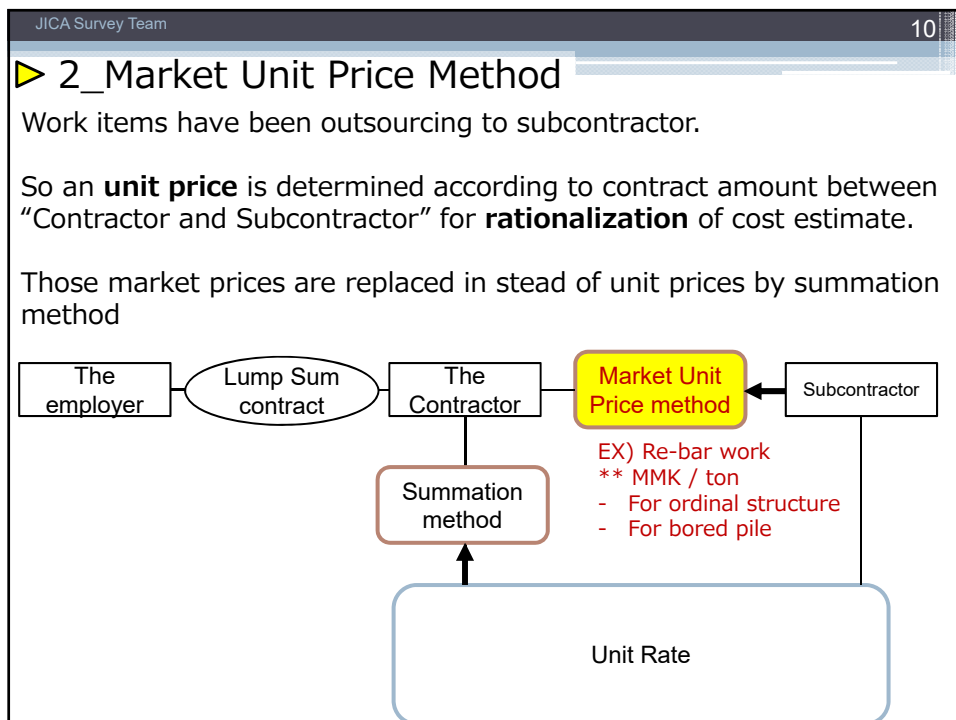 JICA Survey Team
10
2_Market Unit Price Method
Work items have been outsourcing to subcontractor.
So an unit price is determined according to contract amount between
“Contractor and Subcontractor” for rationalization of cost estimate.
Those market prices are replaced in stead of unit prices by summation
method
The
employer
Lump Sum
contract
The
Contractor
Market Unit
Price method
Subcontractor
EX) Re-bar work
** MMK / ton
- For ordinal structure
- For bored pile
Summation
method
Unit Rate